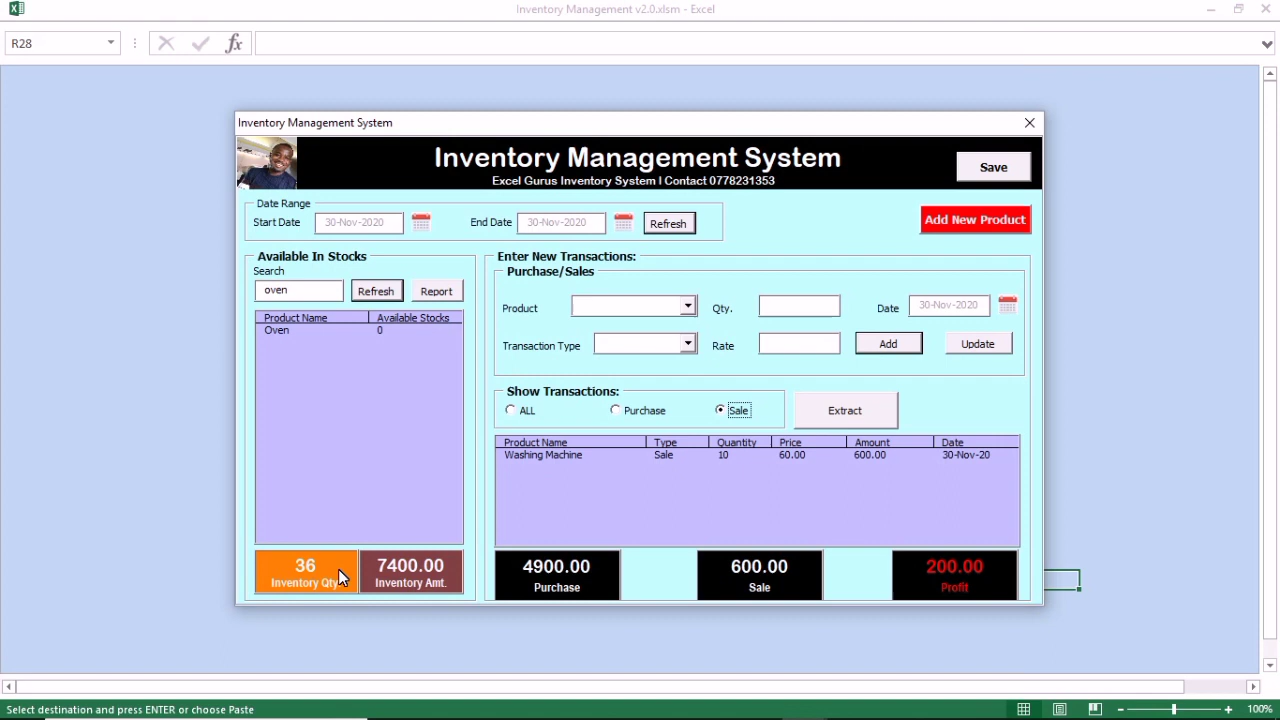 Inventory Management v2.0.xlsm - Excel
R28
fx
Inventory Management System
Inventory Management System
Excel Gurus Inventory System I Contact 0778231353
Save
Date Range
Start Date 30-Nov-2020 End Date 30-Nov-2020 Refresh
Add New Product
Available In Stocks
Search
oven Refresh Report
Product Name Available Stocks
Oven 0
36 7400.00
Inventory Qty Inventory Amt.
Enter New Transactions:
Purchase/Sales
Product Qty. Date 30-Nov-2020
Transaction Type Rate Add Update
Show Transactions:
ALL Purchase Sale Extract
Product Name Type Quantity Price Amount Date
Washing Machine Sale 10 60.00 600.00 30-Nov-20
4900.00 600.00 200.00
Purchase Sale Profit
Select destination and press ENTER or choose Paste
100%